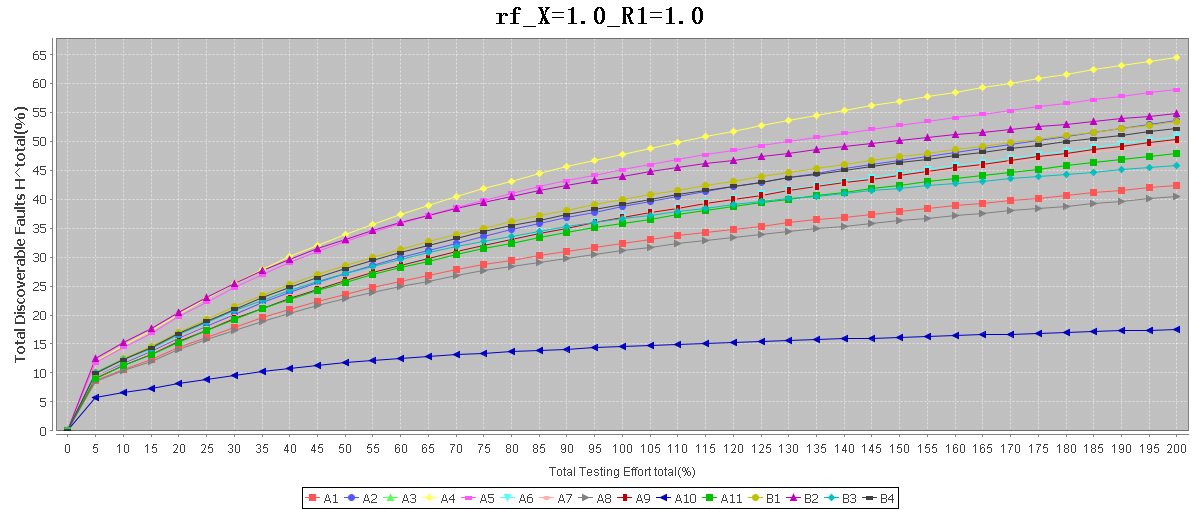 rf_X=1.0_R1=1.0
Total Discoverable Faults H^total(%)
65
60
55
50
45
40
35
30
25
20
15
10
5
0
0 5 10 15 20 25 30 35 40 45 50 55 60 65 70 75 80 85 90 95 100 105 110 115 120 125 130 135 140 145 150 155 160 165 170 175 180 185 190 195 200
Total Testing Effort total(%)
A1 A2 A3 A4 A5 A6 A7 A8 A9 A10 A11 B1 B2 B3 B4